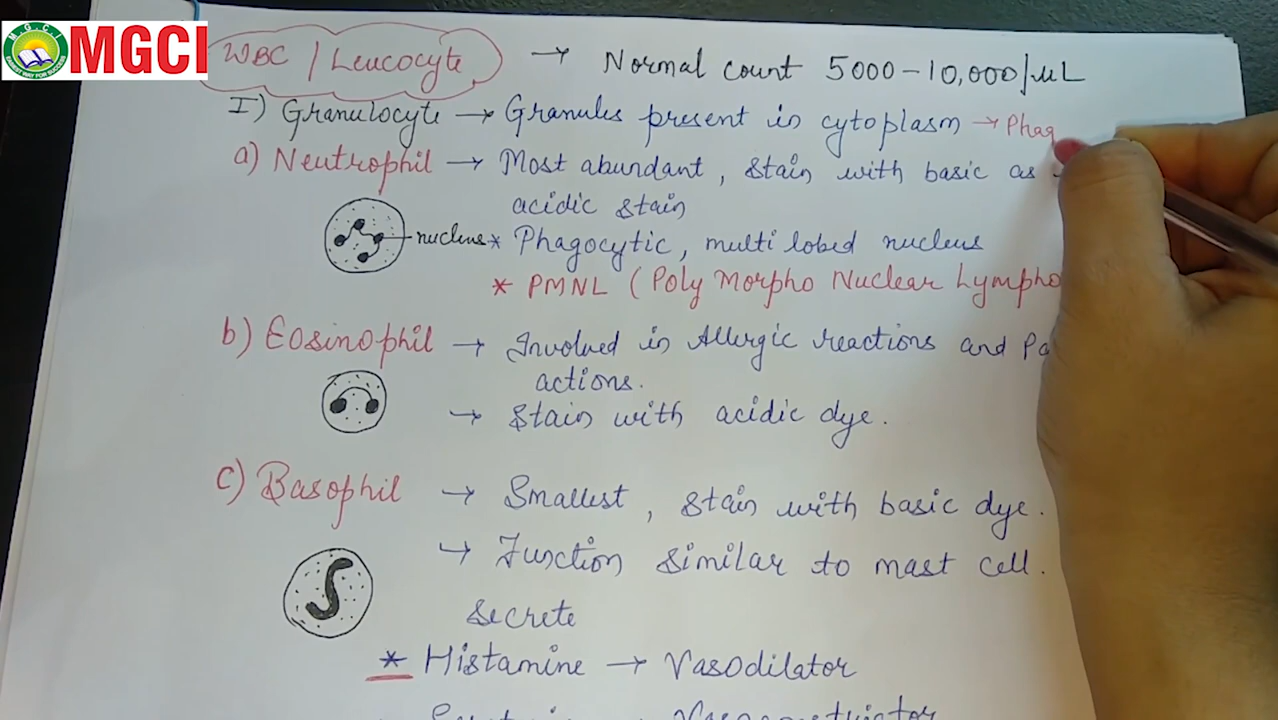 MGCI
WBC / Leucocyte → Normal count 5000-10,000/μL
I) Granulocyte → Granules present in cytoplasm → Phag
a) Neutrophil → Most abundant, stain with basic as
acidic stain
nucleus * Phagocytic, multi lobed nucleus
* PMNL (Poly Morpho Nuclear Lympho
b) Eosinophil → Involved in Allergic reactions and Pa
actions.
→ Stain with acidic dye.
c) Basophil → Smallest, stain with basic dye.
↳ Function similar to mast cell.
secrete
* Histamine → Vasodilator